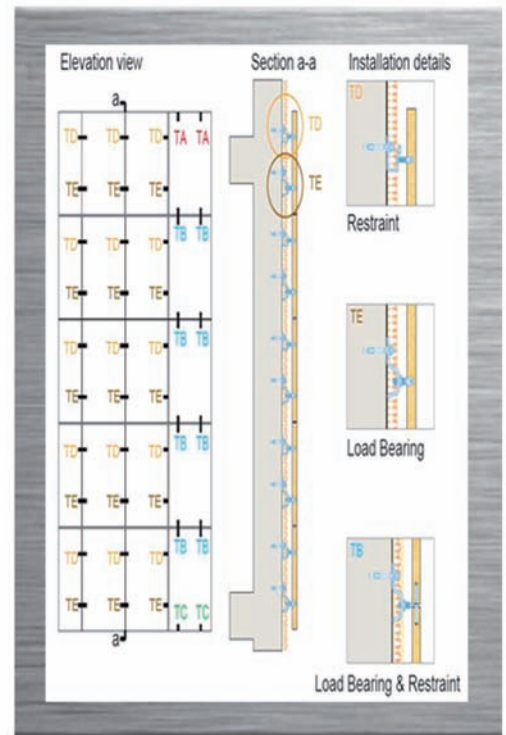 Elevation view
Section a-a
Installation details
a
TD TD TD TA TA
TE TE TE
TB TB
TD TD TD
TE TE TE
TB TB
TD TD TD
TE TE TE
TB TB
TD TD TD
TE TE TE
TB TB
TD TD TD
TE TE TE TC TC
a
TD
TE
TD
Restraint
TE
Load Bearing
TB
Load Bearing & Restraint